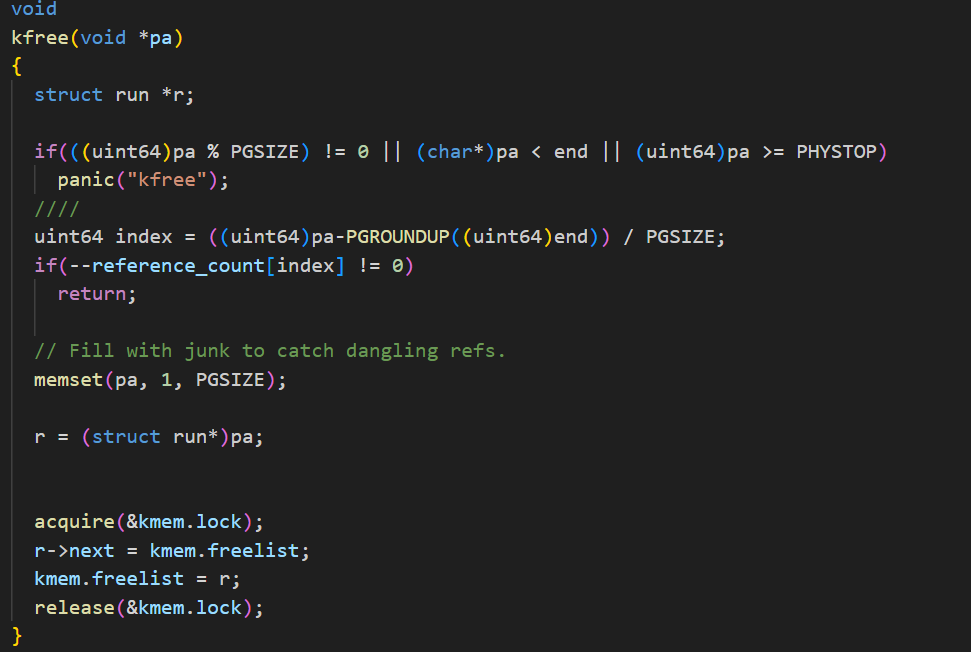 void
kfree(void *pa)
{
  struct run *r;

  if(((uint64)pa % PGSIZE) != 0 || (char*)pa < end || (uint64)pa >= PHYSTOP)
    panic("kfree");
  ////
  uint64 index = ((uint64)pa-PGROUNDUP((uint64)end)) / PGSIZE;
  if(--reference_count[index] != 0)
    return;

  // Fill with junk to catch dangling refs.
  memset(pa, 1, PGSIZE);

  r = (struct run*)pa;


  acquire(&kmem.lock);
  r->next = kmem.freelist;
  kmem.freelist = r;
  release(&kmem.lock);
}